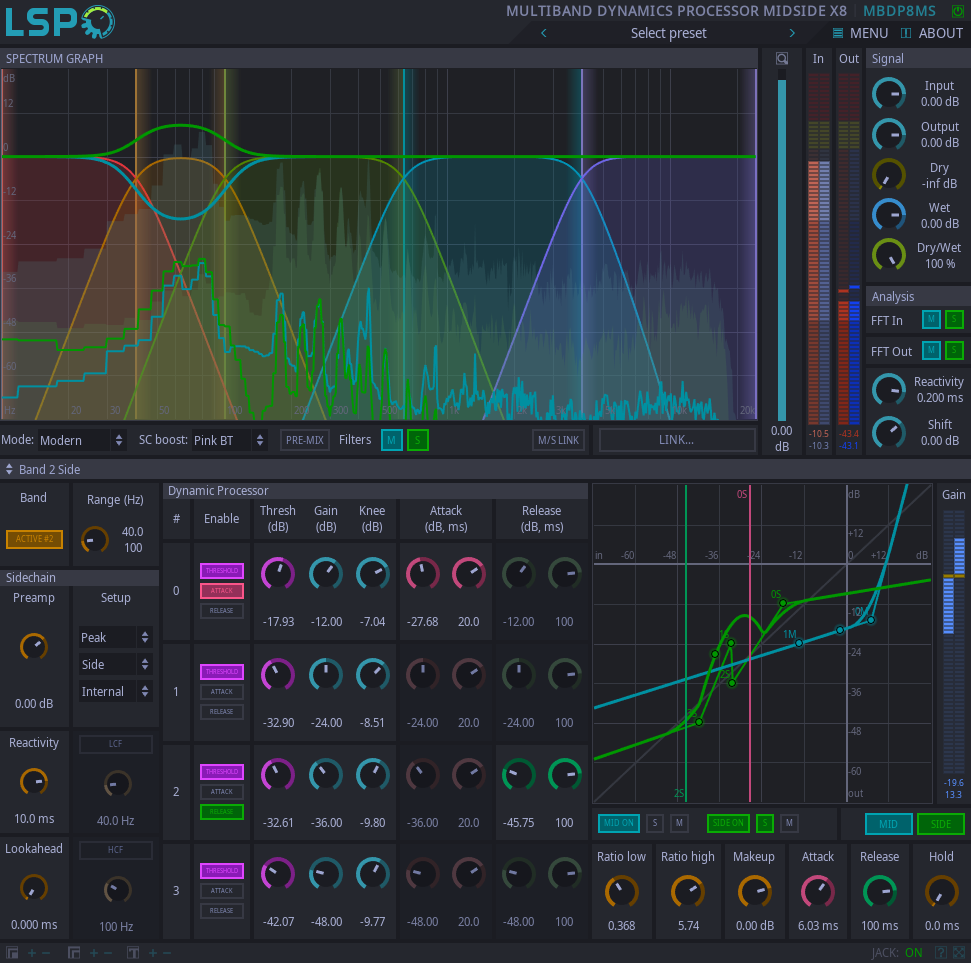 LSP
MULTIBAND DYNAMICS PROCESSOR MIDSIDE X8 MBDP8MS
Select preset
MENU ABOUT
SPECTRUM GRAPH
In Out Signal
dB
12
0
-12
-24
-36
-48
-60
Hz 20 30 50 100 200 300 500 1k 20k
Input
0.00 dB
Output
0.00 dB
Dry
-inf dB
Wet
0.00 dB
Dry/Wet
100 %
Analysis
FFT In M S
FFT Out M S
Reactivity
0.200 ms
Shift
0.00 dB
0.00
dB
-10.5 -43.4
-10.3 -43.1
Mode: Modern SC boost: Pink BT PRE-MIX Filters M S M/S LINK LINK...
Band 2 Side
Band
ACTIVE #2
Range (Hz)
40.0
100
Sidechain
Preamp
0.00 dB
Setup
Peak
Side
Internal
Reactivity
10.0 ms
LCF
40.0 Hz
Lookahead
0.000 ms
HCF
100 Hz
Dynamic Processor
# Enable Thresh (dB) Gain (dB) Knee (dB) Attack (dB, ms) Release (dB, ms)
0 THRESHOLD ATTACK RELEASE
-17.93 -12.00 -7.04 -27.68 20.0 -12.00 100
1 THRESHOLD ATTACK RELEASE
-32.90 -24.00 -8.51 -24.00 20.0 -24.00 100
2 THRESHOLD ATTACK RELEASE
-32.61 -36.00 -9.80 -36.00 20.0 -45.75 100
3 THRESHOLD ATTACK RELEASE
-42.07 -48.00 -9.77 -48.00 20.0 -48.00 100
0S dB
+12
in -60 -48 -36 -24 -12 0 +12 dB
0S
0M
1M
-24
-36
-48
-60
2S out
Gain
-19.6
13.3
MID ON S M SIDE ON S M MID SIDE
Ratio low Ratio high Makeup Attack Release Hold
0.368 5.74 0.00 dB 6.03 ms 100 ms 0.0 ms
JACK: ON